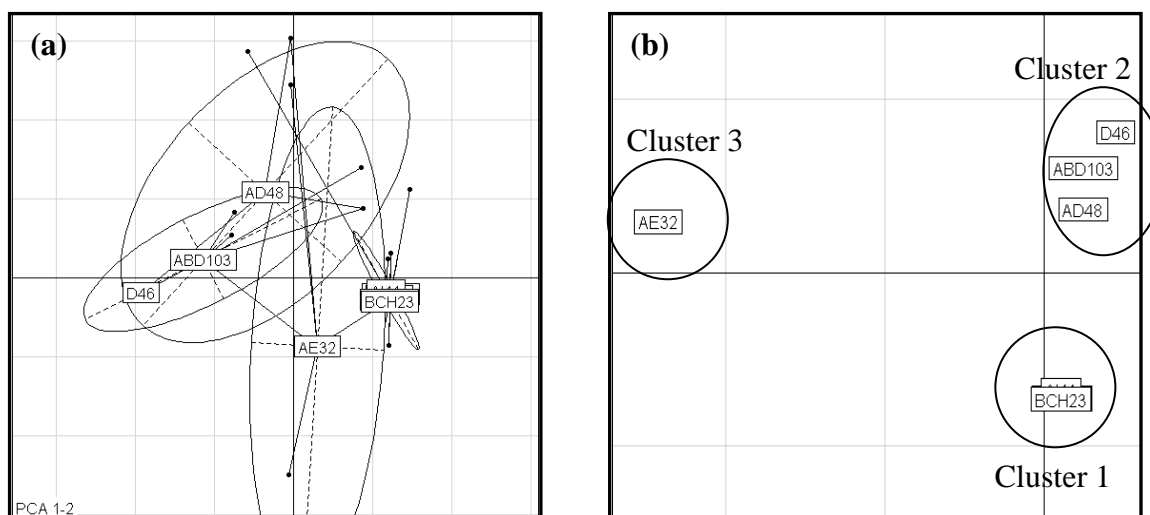 (a)
AD48
ABD103
D46
BCH23
AE32
PCA 1-2
(b)
Cluster 2
D46
Cluster 3
ABD103
AE32
AD48
BCH23
Cluster 1